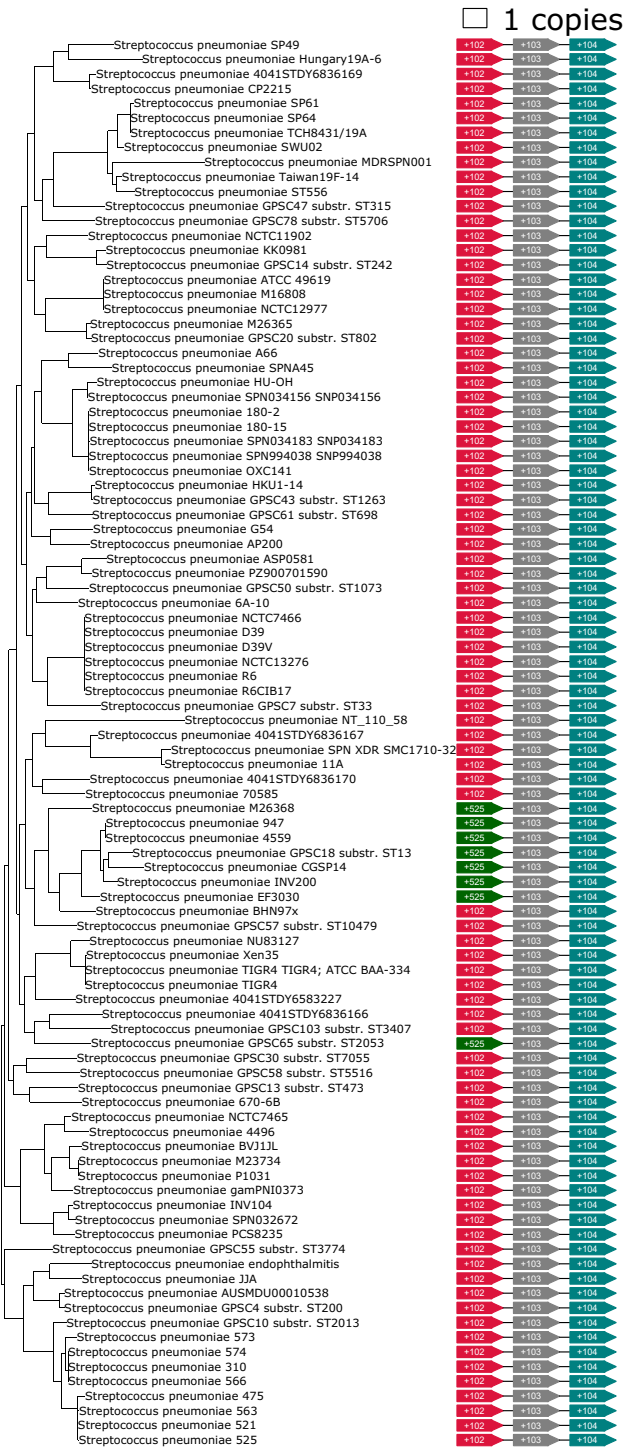 1 copies
Streptococcus pneumoniae SP49 +102 +103 +104
Streptococcus pneumoniae Hungary19A-6 +102 +103 +104
Streptococcus pneumoniae 4041STDY6836169 +102 +103 +104
Streptococcus pneumoniae CP2215 +102 +103 +104
Streptococcus pneumoniae SP61 +102 +103 +104
Streptococcus pneumoniae SP64 +102 +103 +104
Streptococcus pneumoniae TCH8431/19A +102 +103 +104
Streptococcus pneumoniae SWU02 +102 +103 +104
Streptococcus pneumoniae MDRSPN001 +102 +103 +104
Streptococcus pneumoniae Taiwan19F-14 +102 +103 +104
Streptococcus pneumoniae ST556 +102 +103 +104
Streptococcus pneumoniae GPSC47 substr. ST315 +102 +103 +104
Streptococcus pneumoniae GPSC78 substr. ST5706 +102 +103 +104
Streptococcus pneumoniae NCTC11902 +102 +103 +104
Streptococcus pneumoniae KK0981 +102 +103 +104
Streptococcus pneumoniae GPSC14 substr. ST242 +102 +103 +104
Streptococcus pneumoniae ATCC 49619 +102 +103 +104
Streptococcus pneumoniae M16808 +102 +103 +104
Streptococcus pneumoniae NCTC12977 +102 +103 +104
Streptococcus pneumoniae M26365 +102 +103 +104
Streptococcus pneumoniae GPSC20 substr. ST802 +102 +103 +104
Streptococcus pneumoniae A66 +102 +103 +104
Streptococcus pneumoniae SPNA45 +102 +103 +104
Streptococcus pneumoniae HU-OH +102 +103 +104
Streptococcus pneumoniae SPN034156 SNP034156 +102 +103 +104
Streptococcus pneumoniae 180-2 +102 +103 +104
Streptococcus pneumoniae 180-15 +102 +103 +104
Streptococcus pneumoniae SPN034183 SNP034183 +102 +103 +104
Streptococcus pneumoniae SPN994038 SNP994038 +102 +103 +104
Streptococcus pneumoniae OXC141 +102 +103 +104
Streptococcus pneumoniae HKU1-14 +102 +103 +104
Streptococcus pneumoniae GPSC43 substr. ST1263 +102 +103 +104
Streptococcus pneumoniae GPSC61 substr. ST698 +102 +103 +104
Streptococcus pneumoniae G54 +102 +103 +104
Streptococcus pneumoniae AP200 +102 +103 +104
Streptococcus pneumoniae ASP0581 +102 +103 +104
Streptococcus pneumoniae PZ900701590 +102 +103 +104
Streptococcus pneumoniae GPSC50 substr. ST1073 +102 +103 +104
Streptococcus pneumoniae 6A-10 +102 +103 +104
Streptococcus pneumoniae NCTC7466 +102 +103 +104
Streptococcus pneumoniae D39 +102 +103 +104
Streptococcus pneumoniae D39V +102 +103 +104
Streptococcus pneumoniae NCTC13276 +102 +103 +104
Streptococcus pneumoniae R6 +102 +103 +104
Streptococcus pneumoniae R6CIB17 +102 +103 +104
Streptococcus pneumoniae GPSC7 substr. ST33 +102 +103 +104
Streptococcus pneumoniae NT_110_58 +102 +103 +104
Streptococcus pneumoniae 4041STDY6836167 +102 +103 +104
Streptococcus pneumoniae SPN XDR SMC1710-32 +102 +103 +104
Streptococcus pneumoniae 11A +102 +103 +104
Streptococcus pneumoniae 4041STDY6836170 +102 +103 +104
Streptococcus pneumoniae 70585 +102 +103 +104
Streptococcus pneumoniae M26368 +525 +103 +104
Streptococcus pneumoniae 947 +525 +103 +104
Streptococcus pneumoniae 4559 +525 +103 +104
Streptococcus pneumoniae GPSC18 substr. ST13 +525 +103 +104
Streptococcus pneumoniae CGSP14 +525 +103 +104
Streptococcus pneumoniae INV200 +525 +103 +104
Streptococcus pneumoniae EF3030 +525 +103 +104
Streptococcus pneumoniae BHN97x +102 +103 +104
Streptococcus pneumoniae GPSC57 substr. ST10479 +102 +103 +104
Streptococcus pneumoniae NU83127 +102 +103 +104
Streptococcus pneumoniae Xen35 +102 +103 +104
Streptococcus pneumoniae TIGR4 TIGR4; ATCC BAA-334 +102 +103 +104
Streptococcus pneumoniae TIGR4 +102 +103 +104
Streptococcus pneumoniae 4041STDY6583227 +102 +103 +104
Streptococcus pneumoniae 4041STDY6836166 +102 +103 +104
Streptococcus pneumoniae GPSC103 substr. ST3407 +102 +103 +104
Streptococcus pneumoniae GPSC65 substr. ST2053 +525 +103 +104
Streptococcus pneumoniae GPSC30 substr. ST7055 +102 +103 +104
Streptococcus pneumoniae GPSC58 substr. ST5516 +102 +103 +104
Streptococcus pneumoniae GPSC13 substr. ST473 +102 +103 +104
Streptococcus pneumoniae 670-6B +102 +103 +104
Streptococcus pneumoniae NCTC7465 +102 +103 +104
Streptococcus pneumoniae 4496 +102 +103 +104
Streptococcus pneumoniae BVJ1JL +102 +103 +104
Streptococcus pneumoniae M23734 +102 +103 +104
Streptococcus pneumoniae P1031 +102 +103 +104
Streptococcus pneumoniae gamPNI0373 +102 +103 +104
Streptococcus pneumoniae INV104 +102 +103 +104
Streptococcus pneumoniae SPN032672 +102 +103 +104
Streptococcus pneumoniae PCS8235 +102 +103 +104
Streptococcus pneumoniae GPSC55 substr. ST3774 +102 +103 +104
Streptococcus pneumoniae endophthalmitis +102 +103 +104
Streptococcus pneumoniae JJA +102 +103 +104
Streptococcus pneumoniae AUSMDU00010538 +102 +103 +104
Streptococcus pneumoniae GPSC4 substr. ST200 +102 +103 +104
Streptococcus pneumoniae GPSC10 substr. ST2013 +102 +103 +104
Streptococcus pneumoniae 573 +102 +103 +104
Streptococcus pneumoniae 574 +102 +103 +104
Streptococcus pneumoniae 310 +102 +103 +104
Streptococcus pneumoniae 566 +102 +103 +104
Streptococcus pneumoniae 475 +102 +103 +104
Streptococcus pneumoniae 563 +102 +103 +104
Streptococcus pneumoniae 521 +102 +103 +104
Streptococcus pneumoniae 525 +102 +103 +104